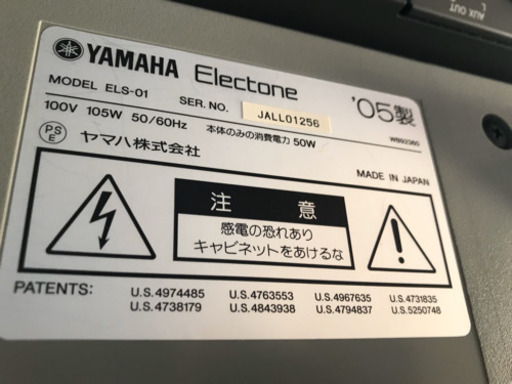 AUX OUT
L
YAMAHA Electone
MODEL ELS-01 SER. NO. JALL01256 '05製
100V 105W 50/60Hz 本体のみの消費電力 50W
PSE ヤマハ株式会社
MADE IN JAPAN
注 意
感電の恐れあり
キャビネットをあけるな
PATENTS: U.S.4974485 U.S.4763553 U.S.4967635 U.S.4731835
U.S.4738179 U.S.4843938 U.S.4794837 U.S.5250748